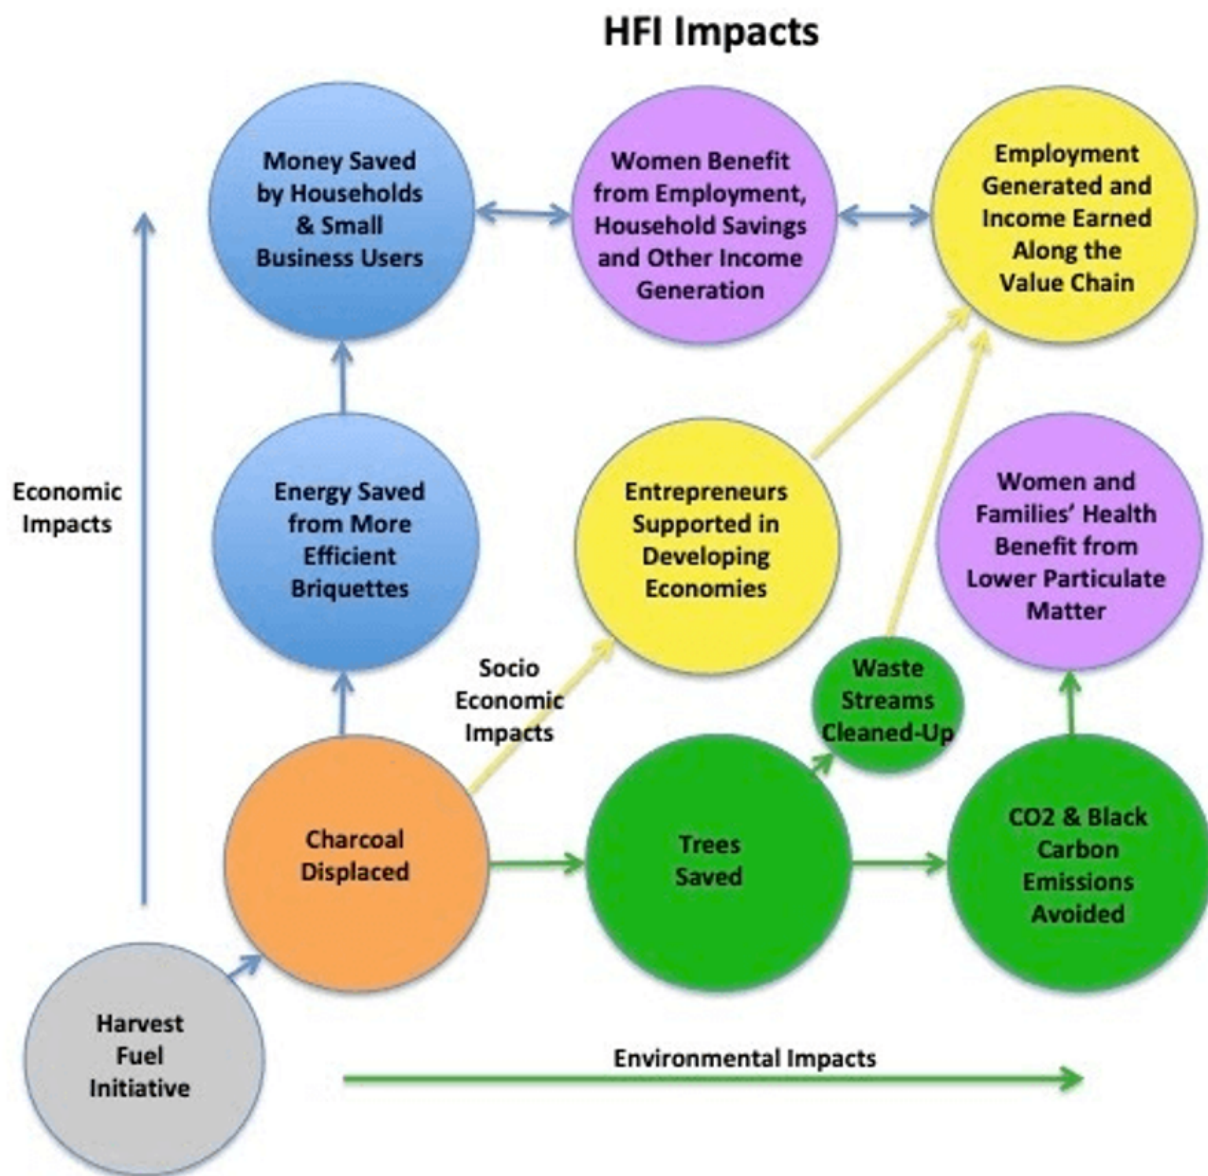 HFI Impacts
Money Saved
by Households
& Small
Business Users
Women Benefit
from Employment,
Household Savings
and Other Income
Generation
Employment
Generated and
Income Earned
Along the
Value Chain
Economic
Impacts
Energy Saved
from More
Efficient
Briquettes
Entrepreneurs
Supported in
Developing
Economies
Women and
Families’ Health
Benefit from
Lower Particulate
Matter
Socio
Economic
Impacts
Waste
Streams
Cleaned-Up
Charcoal
Displaced
Trees
Saved
CO2 & Black
Carbon
Emissions
Avoided
Harvest
Fuel
Initiative
Environmental Impacts